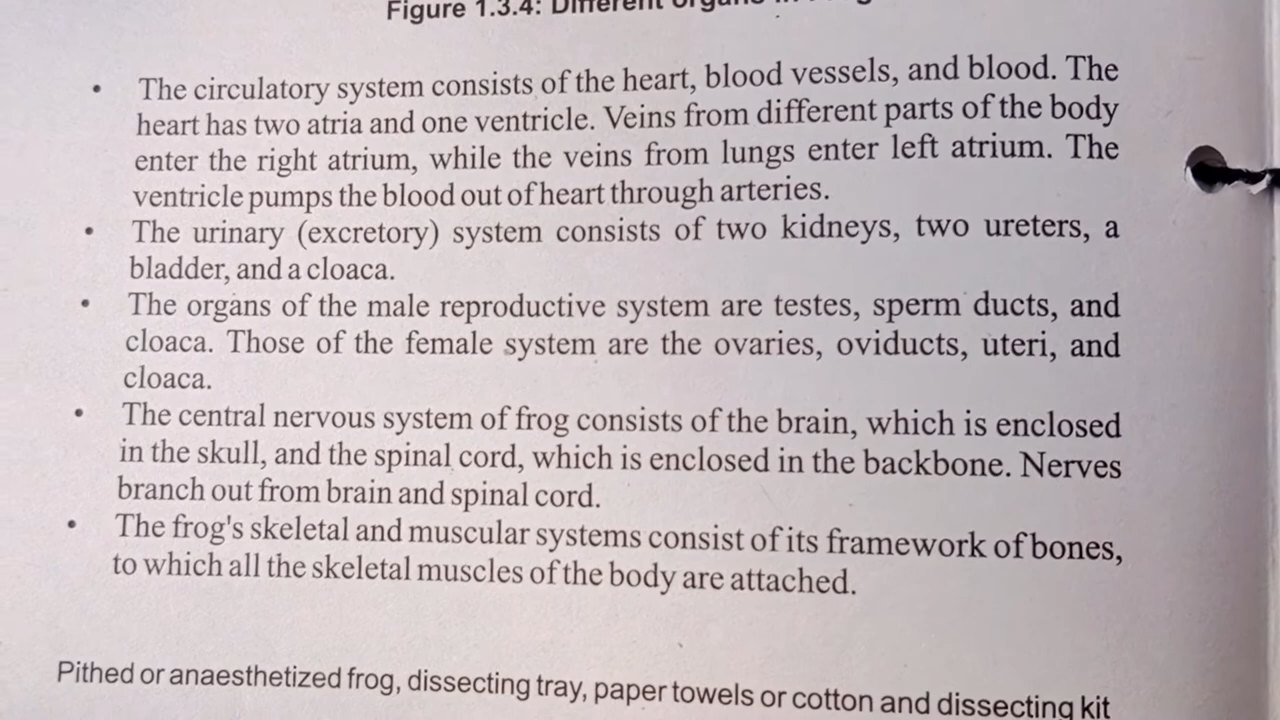 Figure 1.3.4: Different organs in
• The circulatory system consists of the heart, blood vessels, and blood. The
heart has two atria and one ventricle. Veins from different parts of the body
enter the right atrium, while the veins from lungs enter left atrium. The
ventricle pumps the blood out of heart through arteries.
• The urinary (excretory) system consists of two kidneys, two ureters, a
bladder, and a cloaca.
• The organs of the male reproductive system are testes, sperm ducts, and
cloaca. Those of the female system are the ovaries, oviducts, uteri, and
cloaca.
• The central nervous system of frog consists of the brain, which is enclosed
in the skull, and the spinal cord, which is enclosed in the backbone. Nerves
branch out from brain and spinal cord.
• The frog's skeletal and muscular systems consist of its framework of bones,
to which all the skeletal muscles of the body are attached.
Pithed or anaesthetized frog, dissecting tray, paper towels or cotton and dissecting kit